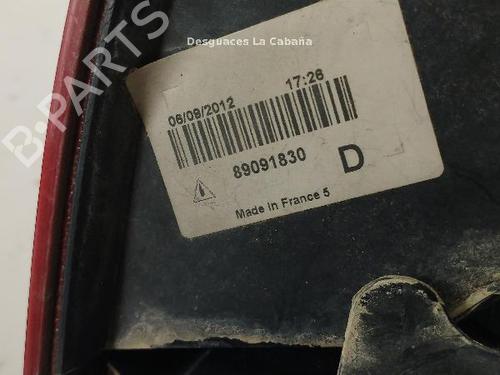 Desguaces La Cabaña
B-PARTS
06/09/2012 17:26
89091830
D
Made in France 5